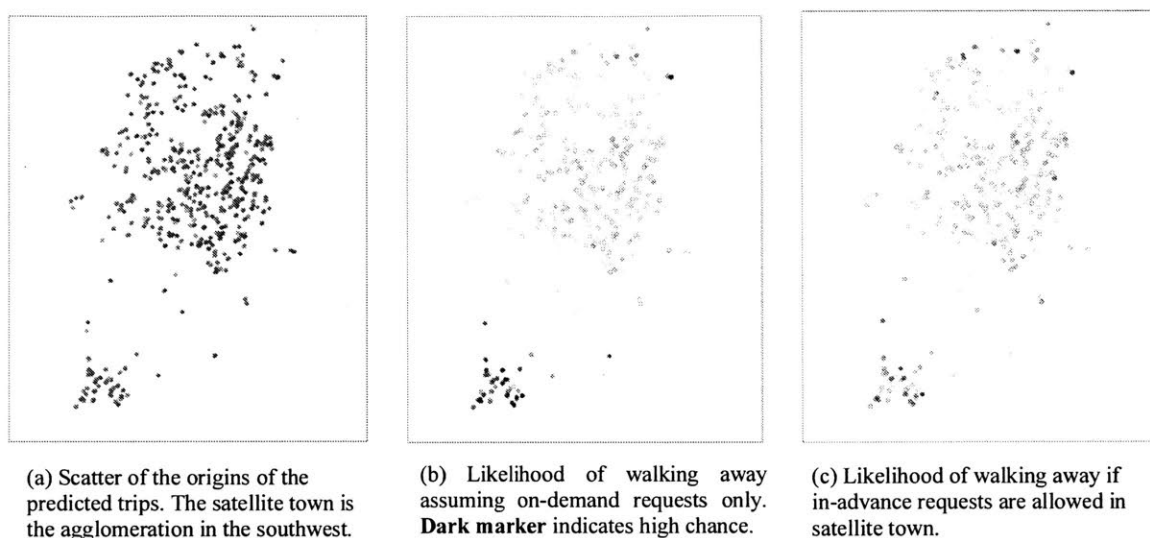 (a) Scatter of the origins of the
predicted trips. The satellite town is
the agglomeration in the southwest.
(b) Likelihood of walking away
assuming on-demand requests only.
Dark marker indicates high chance.
(c) Likelihood of walking away if
in-advance requests are allowed in
satellite town.